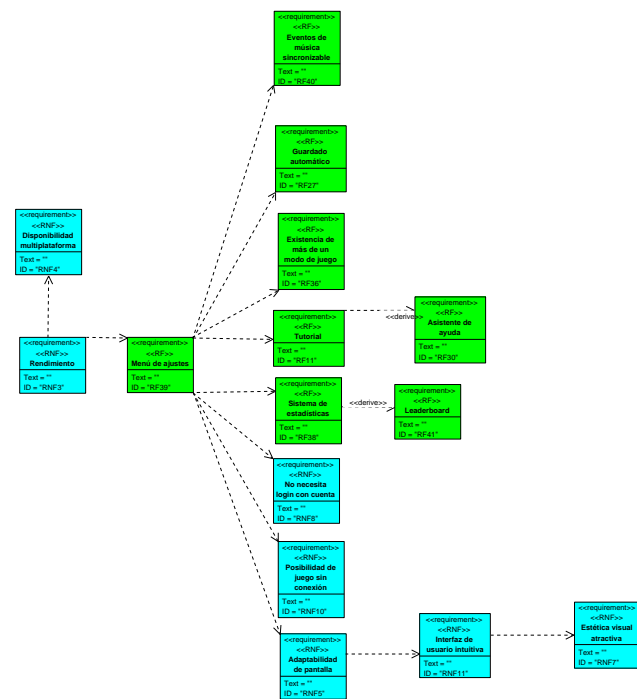 <<requirement>>
<<RF>>
Eventos de
música
sincronizable
Text = ""
ID = "RF40"
<<requirement>>
<<RF>>
Guardado
automático
Text = ""
ID = "RF27"
<<requirement>>
<<RNF>>
Disponibilidad
multiplataforma
Text = ""
ID = "RNF4"
<<requirement>>
<<RF>>
Existencia de
más de un
modo de juego
Text = ""
ID = "RF36"
<<requirement>>
<<RNF>>
Rendimiento
Text = ""
ID = "RNF3"
<<requirement>>
<<RF>>
Menú de ajustes
Text = ""
ID = "RF39"
<<requirement>>
<<RF>>
Tutorial
Text = ""
ID = "RF11"
<<derive>>
<<requirement>>
<<RF>>
Asistente de
ayuda
Text = ""
ID = "RF30"
<<requirement>>
<<RF>>
Sistema de
estadísticas
Text = ""
ID = "RF38"
<<derive>>
<<requirement>>
<<RF>>
Leaderboard
Text = ""
ID = "RF41"
<<requirement>>
<<RNF>>
No necesita
login con cuenta
Text = ""
ID = "RNF8"
<<requirement>>
<<RNF>>
Posibilidad de
juego sin
conexión
Text = ""
ID = "RNF10"
<<requirement>>
<<RNF>>
Adaptabilidad
de pantalla
Text = ""
ID = "RNF5"
<<requirement>>
<<RNF>>
Interfaz de
usuario intuitiva
Text = ""
ID = "RNF11"
<<requirement>>
<<RNF>>
Estética visual
atractiva
Text = ""
ID = "RNF7"